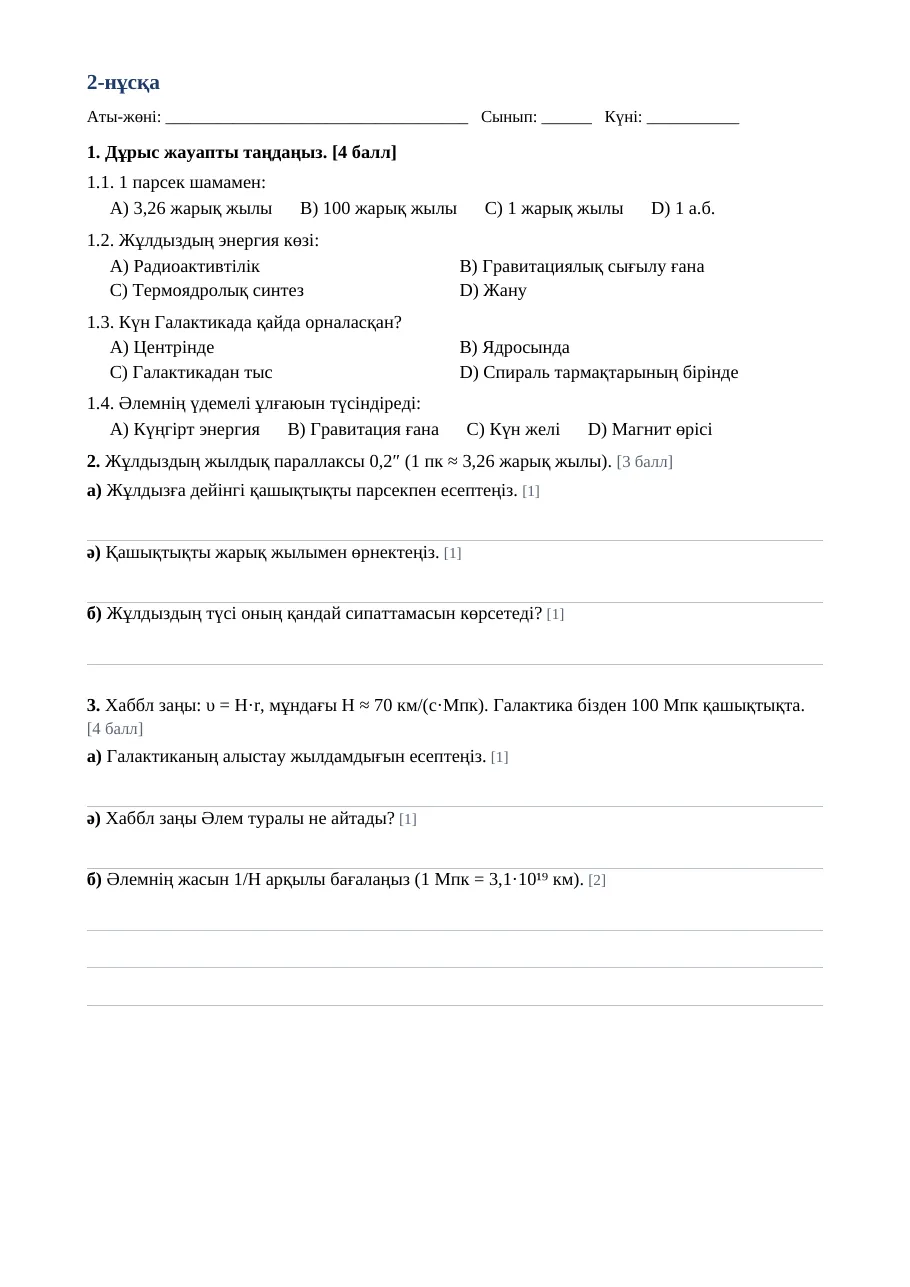 2-нұсқа
Аты-жөні: ____________________________________ Сынып: ______ Күні: ___________
1. Дұрыс жауапты таңдаңыз. [4 балл]
1.1. 1 парсек шамамен:
A) 3,26 жарық жылы B) 100 жарық жылы C) 1 жарық жылы D) 1 а.б.
1.2. Жұлдыздың энергия көзі:
A) Радиоактивтілік B) Гравитациялық сығылу ғана
C) Термоядролық синтез D) Жану
1.3. Күн Галактикада қайда орналасқан?
A) Центрінде B) Ядросында
C) Галактикадан тыс D) Спираль тармақтарының бірінде
1.4. Әлемнің үдемелі ұлғаюын түсіндіреді:
A) Күңгірт энергия B) Гравитация ғана C) Күн желі D) Магнит өрісі
2. Жұлдыздың жылдық параллаксы 0,2″ (1 пк ≈ 3,26 жарық жылы). [3 балл]
а) Жұлдызға дейінгі қашықтықты парсекпен есептеңіз. [1]
ә) Қашықтықты жарық жылымен өрнектеңіз. [1]
б) Жұлдыздың түсі оның қандай сипаттамасын көрсетеді? [1]
3. Хаббл заңы: υ = H·r, мұндағы H ≈ 70 км/(с·Мпк). Галактика бізден 100 Мпк қашықтықта.
[4 балл]
а) Галактиканың алыстау жылдамдығын есептеңіз. [1]
ә) Хаббл заңы Әлем туралы не айтады? [1]
б) Әлемнің жасын 1/H арқылы бағалаңыз (1 Мпк = 3,1·10¹⁹ км). [2]